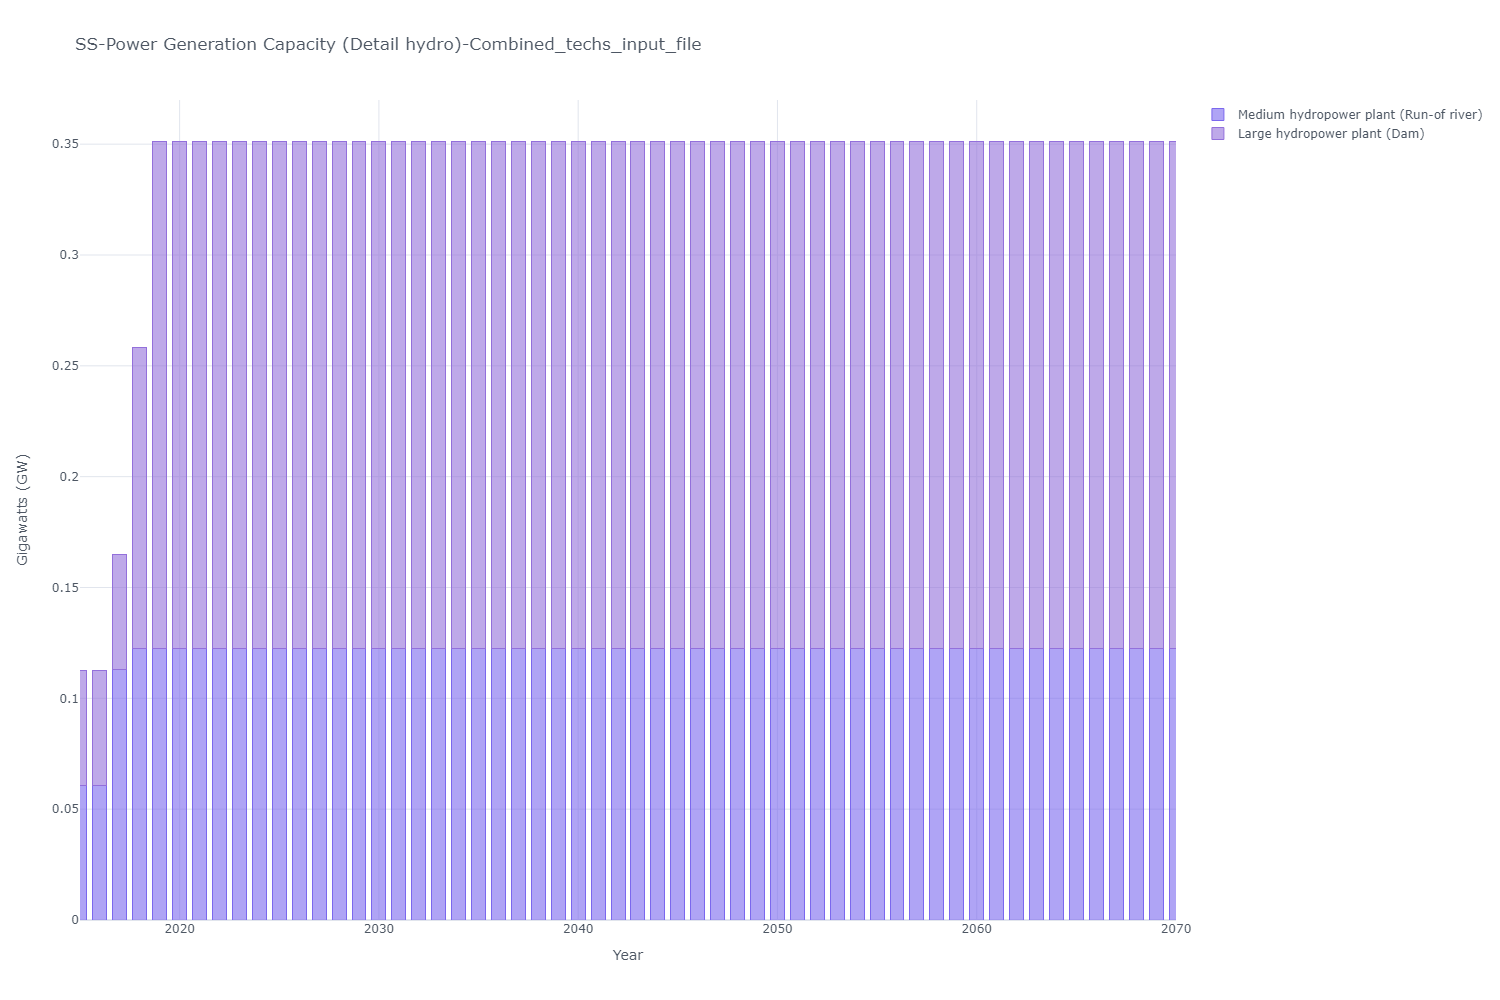 SS-Power Generation Capacity (Detail hydro)-Combined_techs_input_file
Medium hydropower plant (Run-of river)
Large hydropower plant (Dam)
Gigawatts (GW)
0.35
0.3
0.25
0.2
0.15
0.1
0.05
0
2020
2030
2040
2050
2060
2070
Year